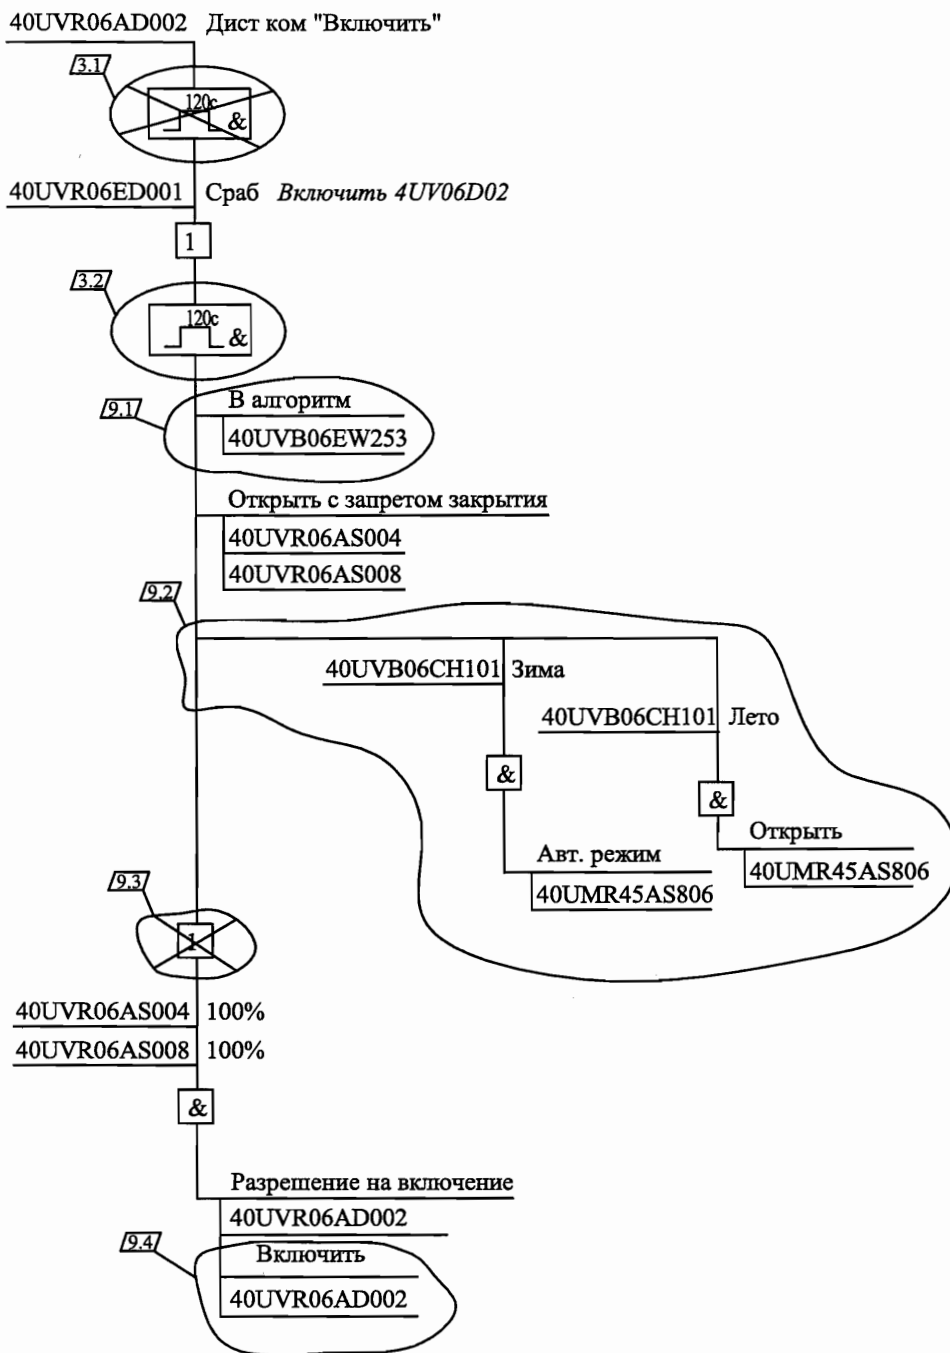 40UVR06AD002 Дист ком "Включить"
3.1
120с
&
40UVR06ED001 Сраб Включить 4UV06D02
1
3.2
120с
&
9.1
В алгоритм
40UVB06EW253
Открыть с запретом закрытия
40UVR06AS004
40UVR06AS008
9.2
40UVB06CH101 Зима
40UVB06CH101 Лето
&
&
Открыть
40UMR45AS806
Авт. режим
40UMR45AS806
9.3
1
40UVR06AS004 100%
40UVR06AS008 100%
&
Разрешение на включение
40UVR06AD002
9.4
Включить
40UVR06AD002